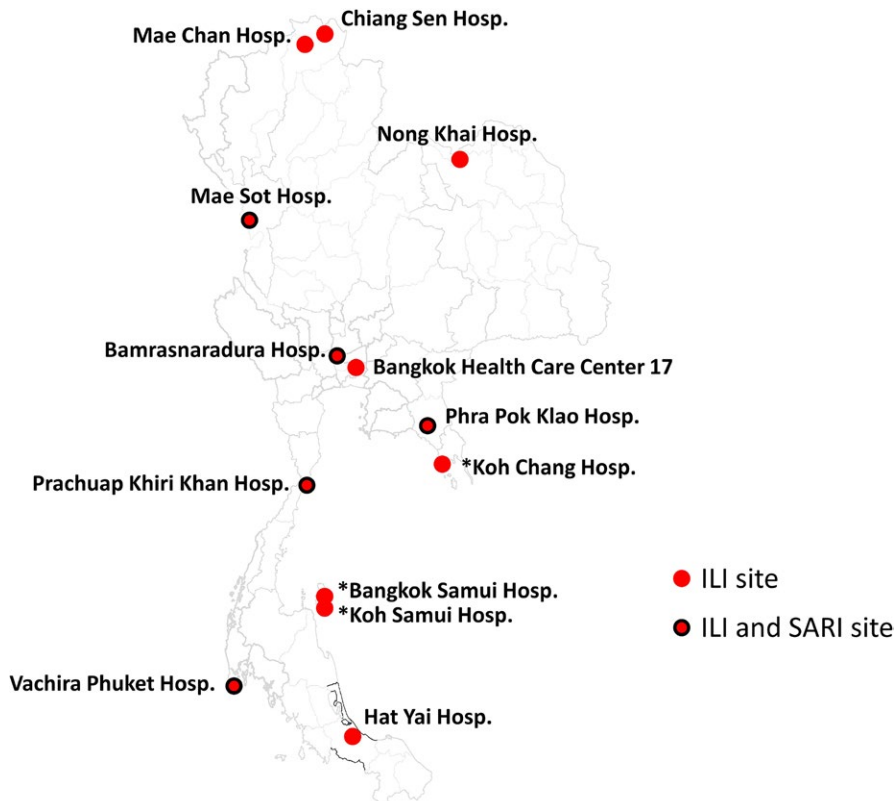 Chiang Sen Hosp.
Mae Chan Hosp.
Nong Khai Hosp.
Mae Sot Hosp.
Bamrasnaradura Hosp.
Bangkok Health Care Center 17
Phra Pok Klao Hosp.
*Koh Chang Hosp.
Prachuap Khiri Khan Hosp.
*Bangkok Samui Hosp.
*Koh Samui Hosp.
Vachira Phuket Hosp.
Hat Yai Hosp.
ILI site
ILI and SARI site